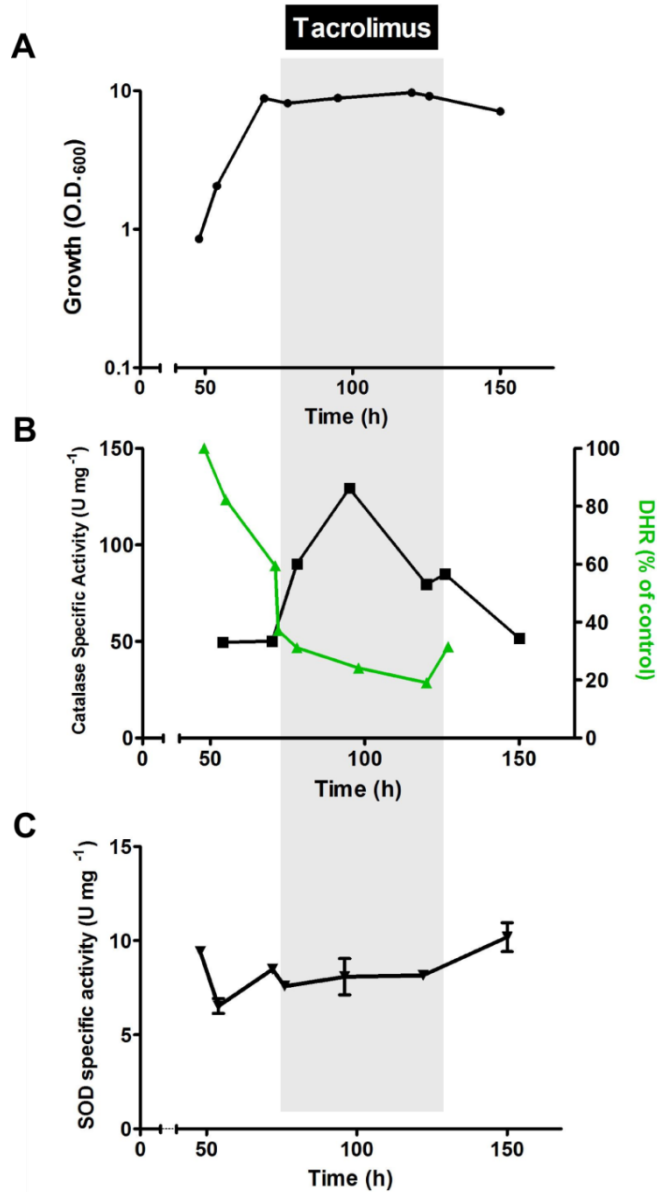 Tacrolimus
A
Growth (O.D.600)
10
1
0.1
0 50 100 150
Time (h)
B
Catalase Specific Activity (U mg -1)
150
100
50
0
DHR (% of control)
100
80
60
40
20
0
0 50 100 150
Time (h)
C
SOD specific activity (U mg -1)
15
10
5
0
0 50 100 150
Time (h)